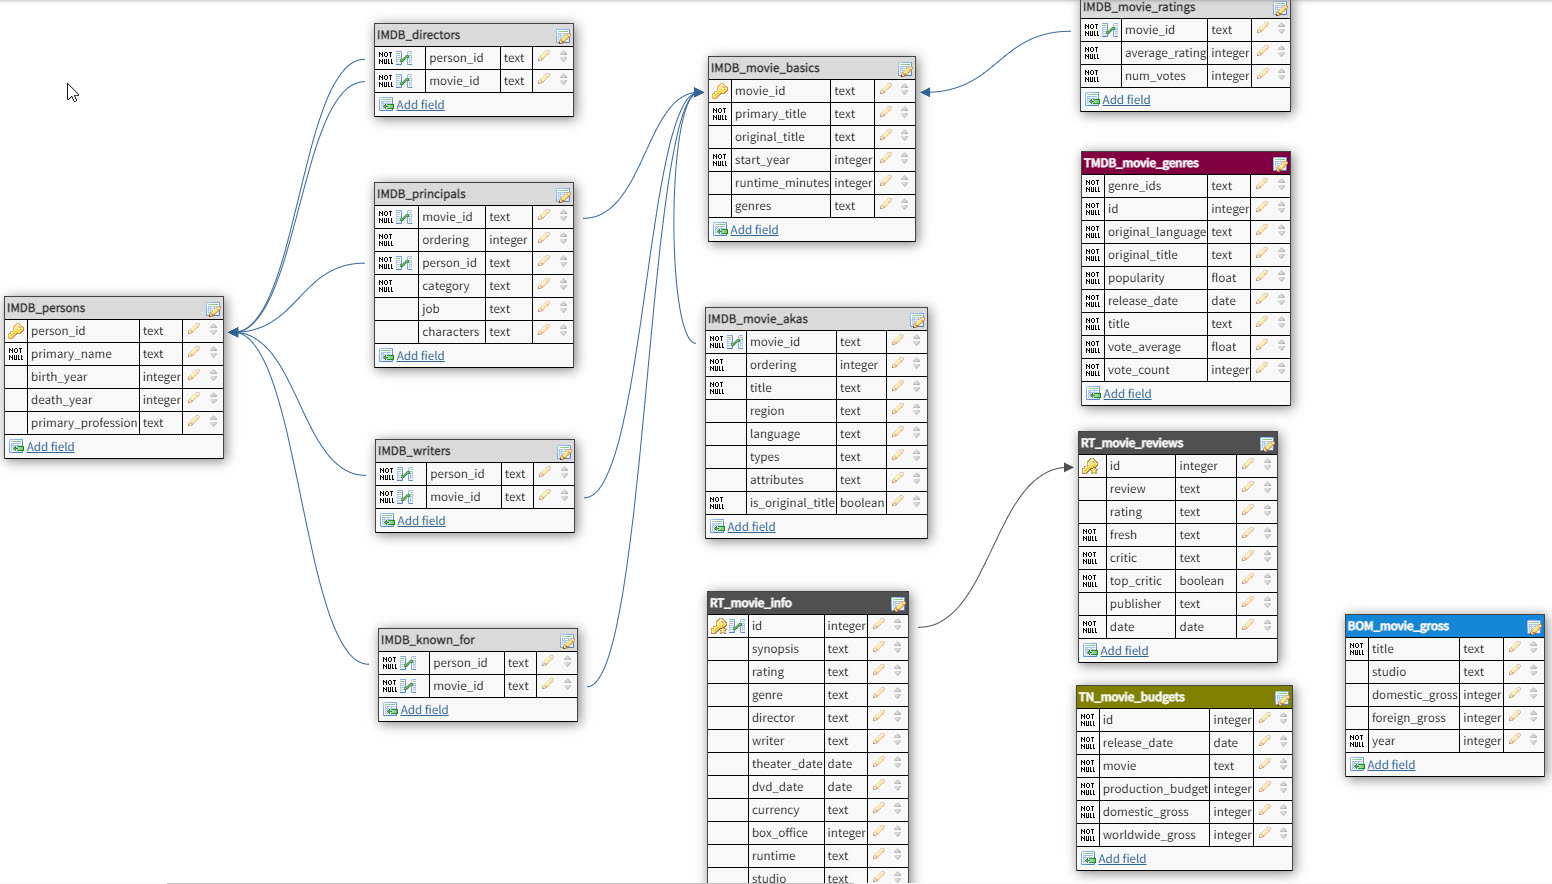 IMDB_directors
NOT NULL person_id text
NOT NULL movie_id text
Add field
IMDB_principals
NOT NULL movie_id text
NOT NULL ordering integer
NOT NULL person_id text
NOT NULL category text
job text
characters text
Add field
IMDB_persons
person_id text
NOT NULL primary_name text
birth_year integer
death_year integer
primary_profession text
Add field
IMDB_writers
NOT NULL person_id text
NOT NULL movie_id text
Add field
IMDB_known_for
NOT NULL person_id text
NOT NULL movie_id text
Add field
IMDB_movie_basics
movie_id text
NOT NULL primary_title text
original_title text
NOT NULL start_year integer
runtime_minutes integer
genres text
Add field
IMDB_movie_akas
NOT NULL movie_id text
NOT NULL ordering integer
NOT NULL title text
region text
language text
types text
attributes text
NOT NULL is_original_title boolean
Add field
RT_movie_info
id integer
synopsis text
rating text
genre text
director text
writer text
theater_date date
dvd_date date
currency text
box_office integer
runtime text
studio text
IMDB_movie_ratings
NOT NULL movie_id text
NOT NULL average_rating integer
NOT NULL num_votes integer
Add field
TMDB_movie_genres
NOT NULL genre_ids text
NOT NULL id integer
NOT NULL original_language text
NOT NULL original_title text
NOT NULL popularity float
NOT NULL release_date date
NOT NULL title text
NOT NULL vote_average float
NOT NULL vote_count integer
Add field
RT_movie_reviews
id integer
review text
rating text
NOT NULL fresh text
NOT NULL critic text
NOT NULL top_critic boolean
publisher text
NOT NULL date date
Add field
TN_movie_budgets
NOT NULL id integer
NOT NULL release_date date
NOT NULL movie text
NOT NULL production_budget integer
NOT NULL domestic_gross integer
NOT NULL worldwide_gross integer
Add field
BOM_movie_gross
NOT NULL title text
studio text
domestic_gross integer
foreign_gross integer
NOT NULL year integer
Add field